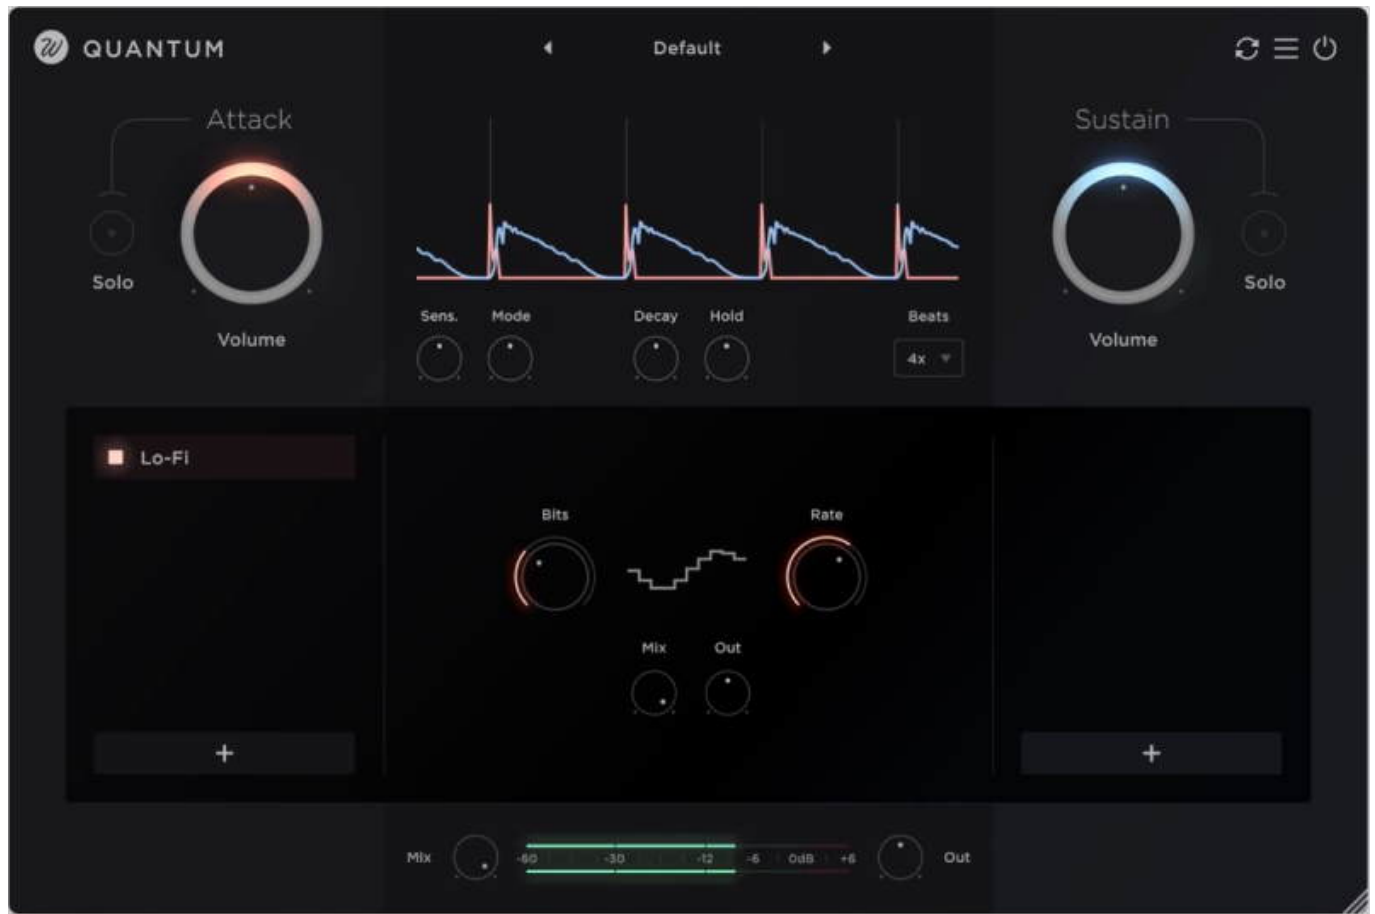 QUANTUM
Default
Attack
Sustain
Solo
Solo
Volume
Volume
Sens.
Mode
Decay
Hold
Beats
4x
Lo-Fi
Bits
Rate
Mix
Out
+
+
Mix
-60 -30 -12 -6 0dB +6
Out